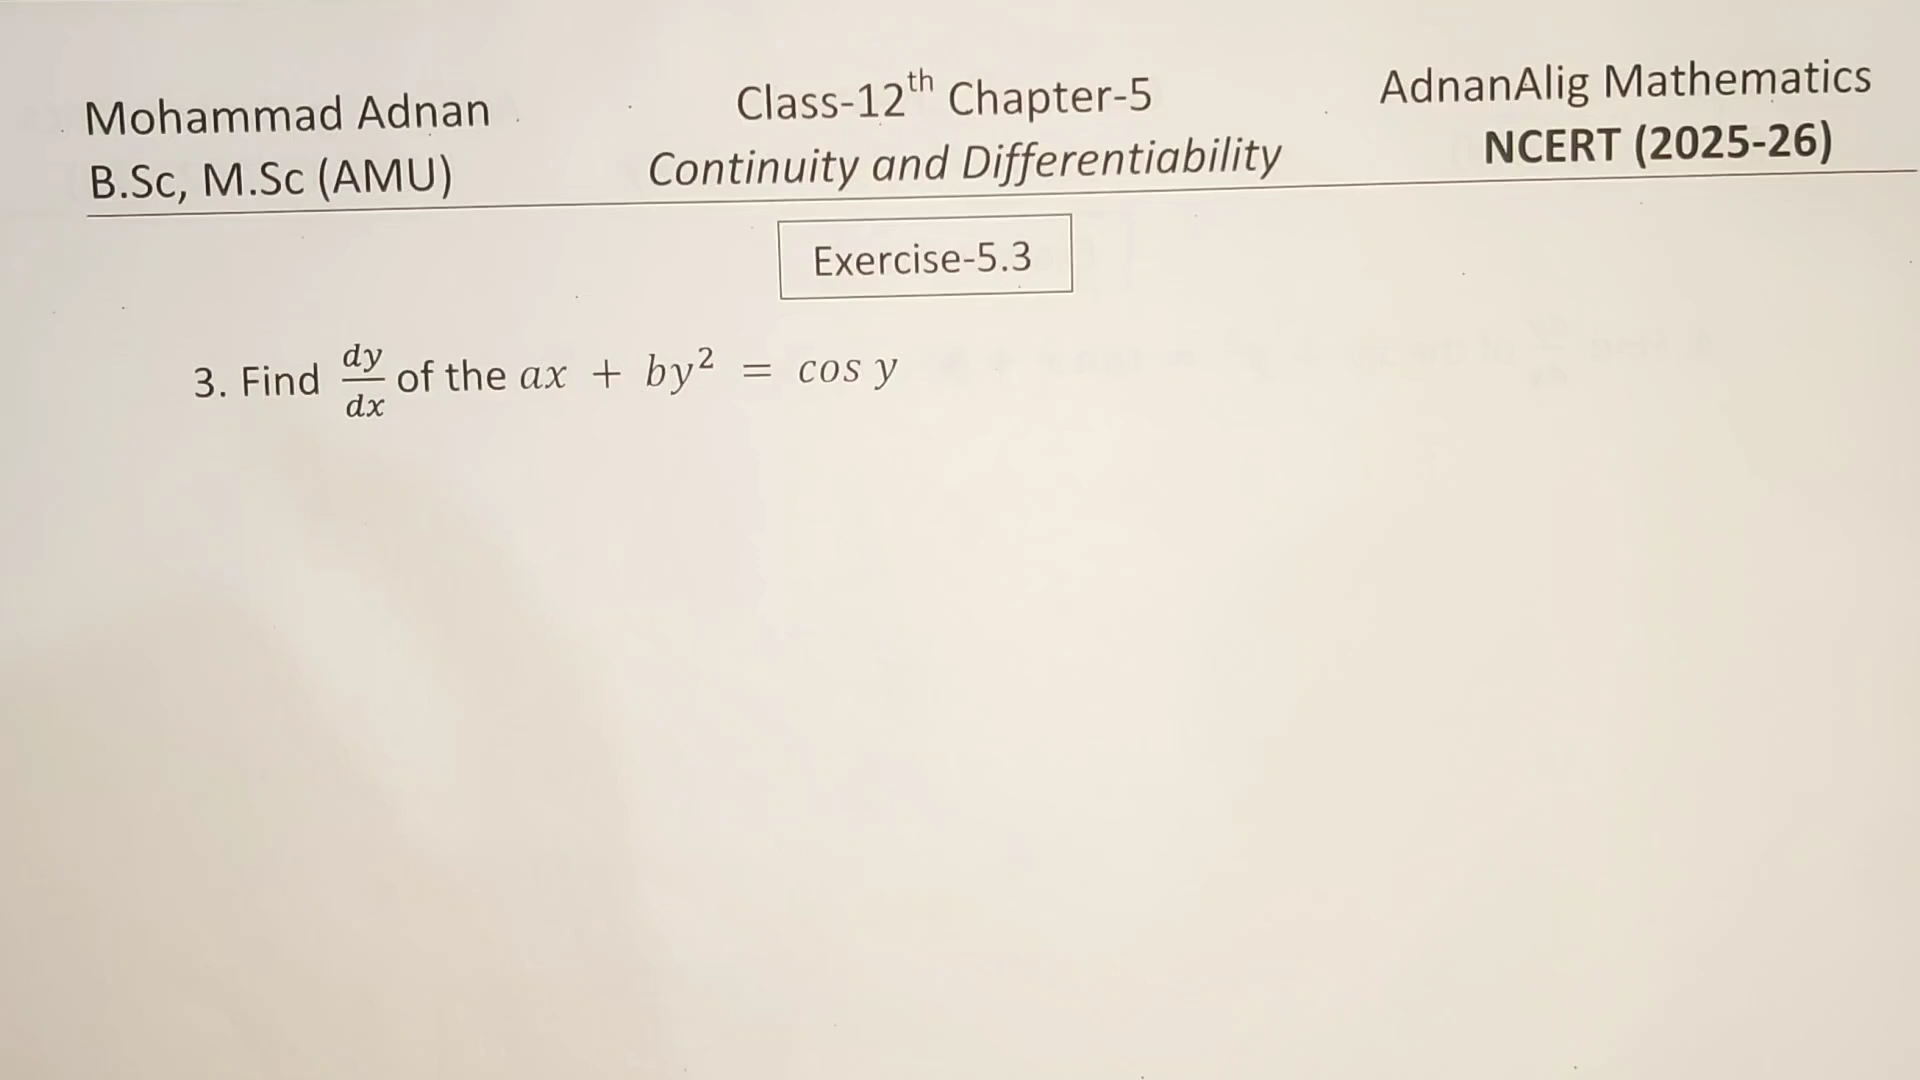 Mohammad Adnan
B.Sc, M.Sc (AMU)
Class-12th Chapter-5
Continuity and Differentiability
AdnanAlig Mathematics
NCERT (2025-26)
Exercise-5.3
3. Find dy/dx of the ax + by² = cos y